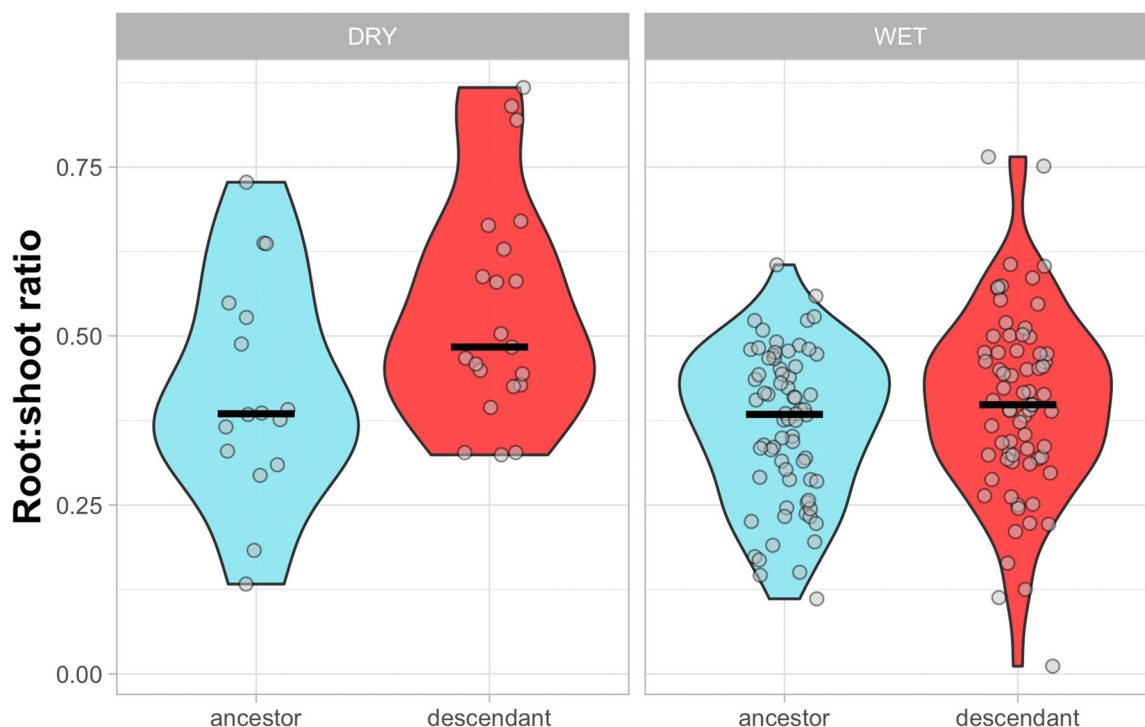 DRY
WET
Root:shoot ratio
0.75
0.50
0.25
0.00
ancestor
descendant
ancestor
descendant